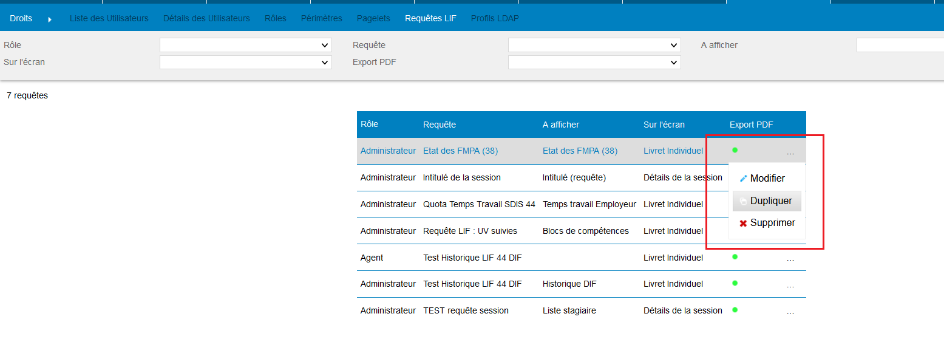 Droits Liste des Utilisateurs Détails des Utilisateurs Rôles Périmètres Pagelets Requêtes LIF Profils LDAP
Rôle Requête A afficher
Sur l'écran Export PDF
7 requêtes
Rôle Requête A afficher Sur l'écran Export PDF
Administrateur Etat des FMPA (38) Etat des FMPA (38) Livret Individuel ...
Administrateur Intitulé de la session Intitulé (requête) Détails de la session Modifier
Administrateur Quota Temps Travail SDIS 44 Temps travail Employeur Livret Individuel Dupliquer
Administrateur Requête LIF : UV suivies Blocs de compétences Livret Individuel Supprimer
Agent Test Historique LIF 44 DIF Livret Individuel ...
Administrateur Test Historique LIF 44 DIF Historique DIF Livret Individuel ...
Administrateur TEST requête session Liste stagiaire Détails de la session ...